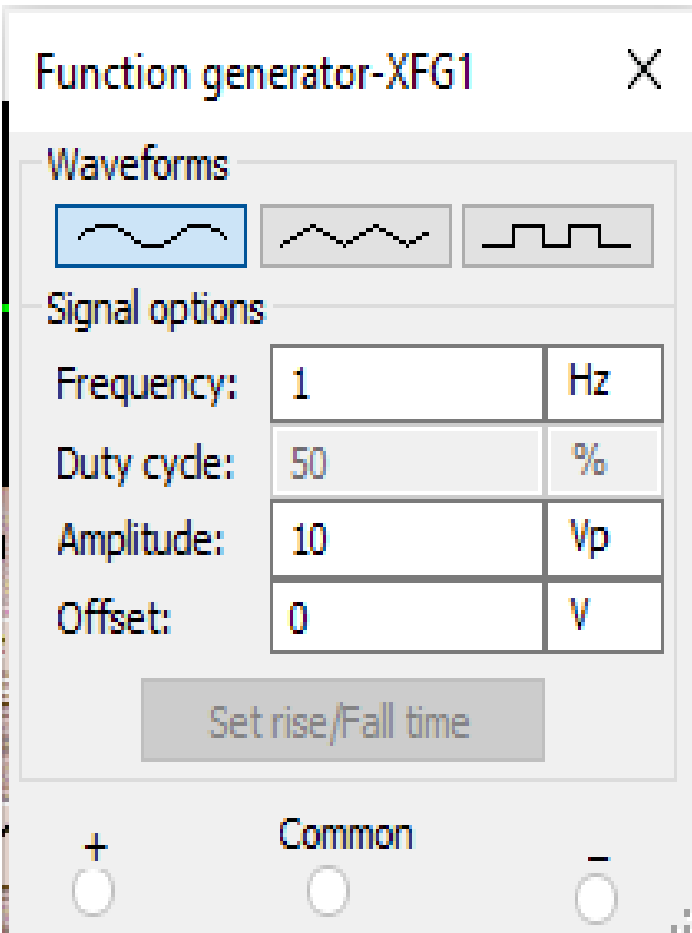 Function generator-XFG1
Waveforms
Signal options
Frequency: 1 Hz
Duty cycle: 50 %
Amplitude: 10 Vp
Offset: 0 V
Set rise/Fall time
+ Common −